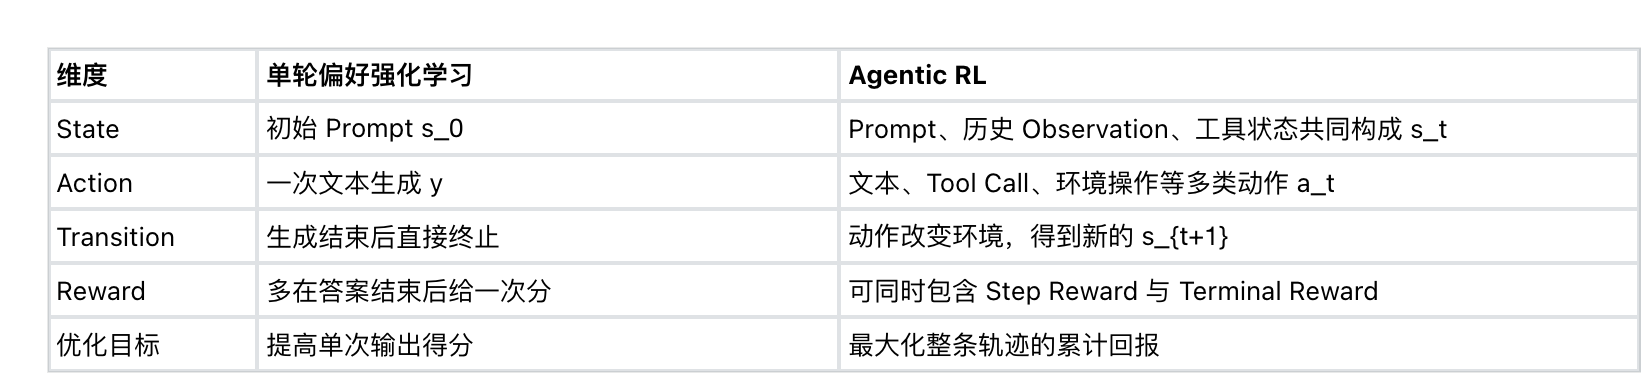 维度 单轮偏好强化学习 Agentic RL
State 初始 Prompt s_0 Prompt、历史 Observation、工具状态共同构成 s_t
Action 一次文本生成 y 文本、Tool Call、环境操作等多类动作 a_t
Transition 生成结束后直接终止 动作改变环境，得到新的 s_{t+1}
Reward 多在答案结束后给一次分 可同时包含 Step Reward 与 Terminal Reward
优化目标 提高单次输出得分 最大化整条轨迹的累计回报